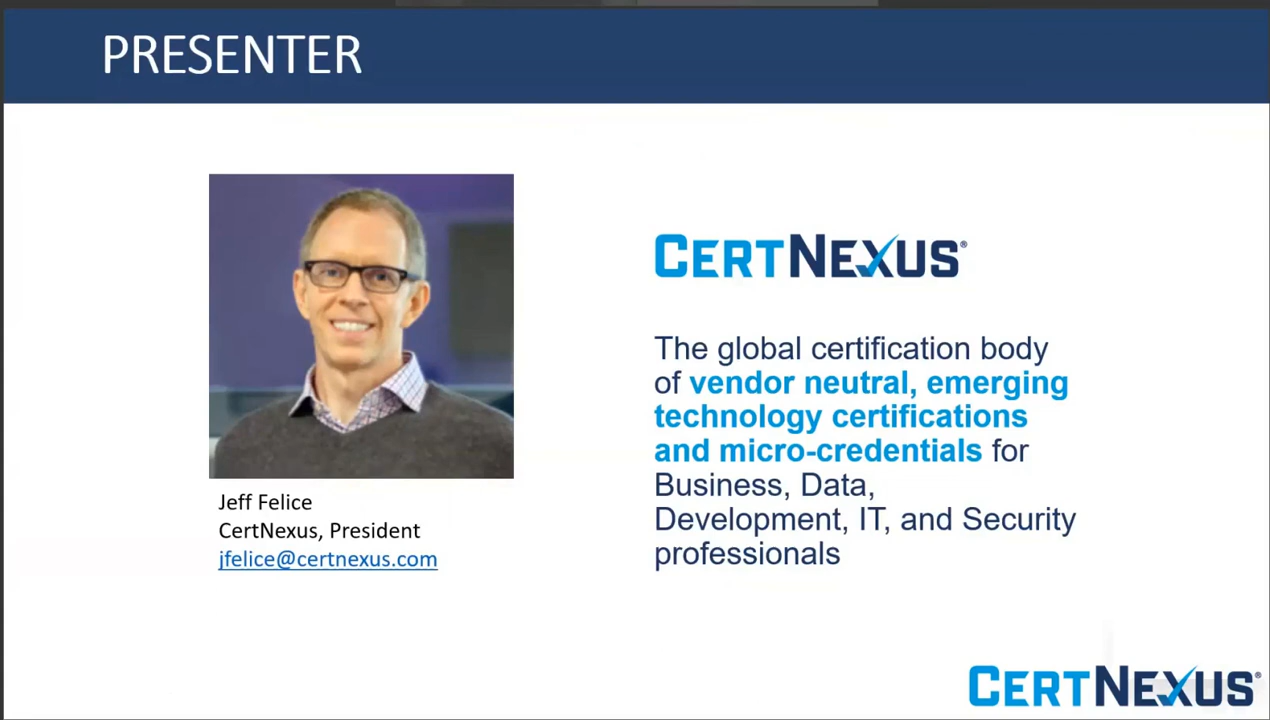 PRESENTER
CERTNEXUS®
The global certification body
of vendor neutral, emerging
technology certifications
and micro-credentials for
Business, Data,
Development, IT, and Security
professionals
Jeff Felice
CertNexus, President
jfelice@certnexus.com
CERTNEXUS®